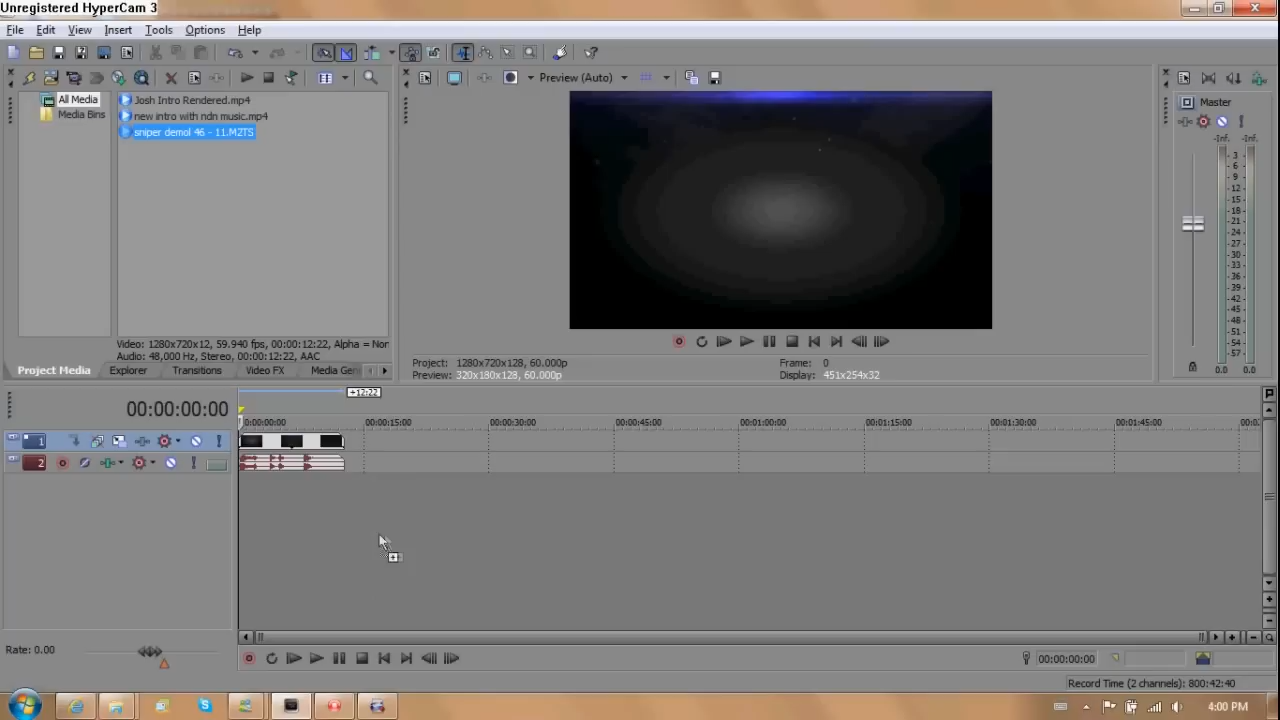 Unregistered HyperCam 3
File Edit View Insert Tools Options Help
Preview (Auto)
All Media
Media Bins
Josh Intro Rendered.mp4
new intro with ndn music.mp4
sniper demol 46 - 11.M2TS
Master
-Inf. -Inf.
3
6
9
12
15
18
21
24
27
30
33
36
39
42
45
48
51
54
57
0.0 0.0
Video: 1280x720x12, 59.940 fps, 00:00:12:22, Alpha = Non
Audio: 48,000 Hz, Stereo, 00:00:12:22, AAC
Project Media Explorer Transitions Video FX Media Gen
Project: 1280x720x128, 60.000p Frame: 0
Preview: 320x180x128, 60.000p Display: 451x254x32
+12:22
00:00:00:00
0:00:00:00 00:00:15:00 00:00:30:00 00:00:45:00 00:01:00:00 00:01:15:00 00:01:30:00 00:01:45:00 00:0
1
2
Rate: 0.00
00:00:00:00
Record Time (2 channels): 800:42:40
4:00 PM